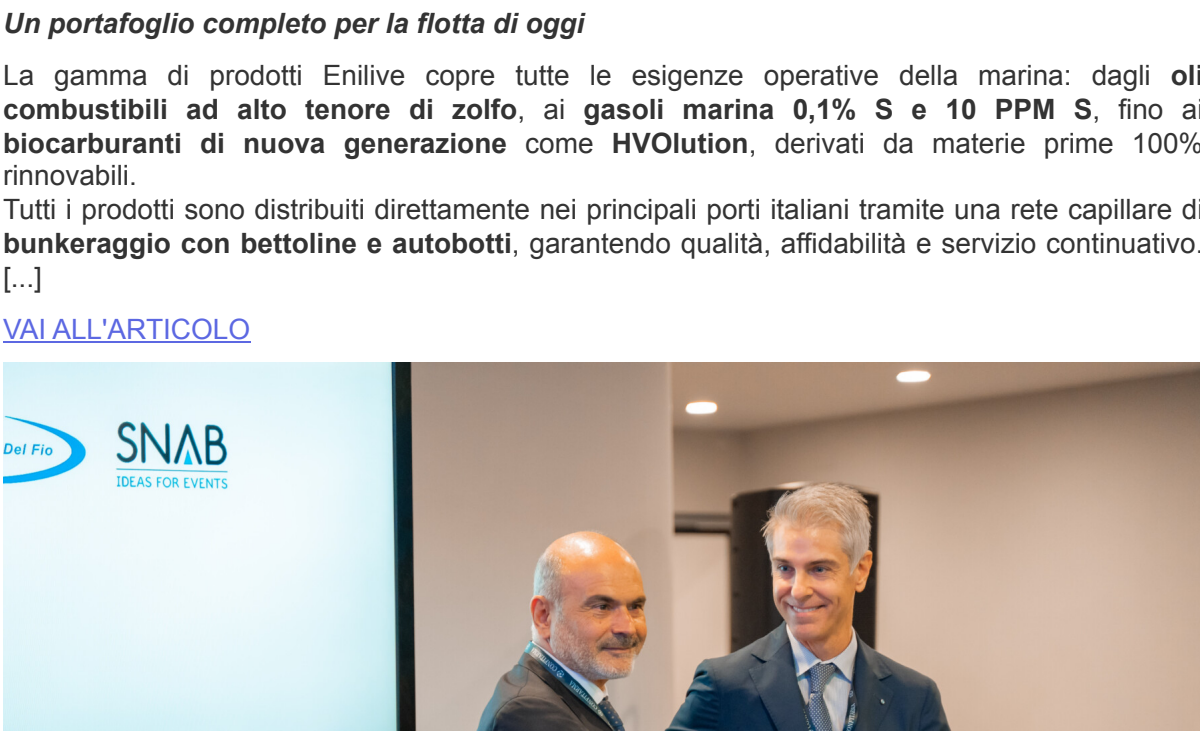 Un portafoglio completo per la flotta di oggi
La gamma di prodotti Enilive copre tutte le esigenze operative della marina: dagli oli
combustibili ad alto tenore di zolfo, ai gasoli marina 0,1% S e 10 PPM S, fino ai
biocarburanti di nuova generazione come HVOlution, derivati da materie prime 100%
rinnovabili.
Tutti i prodotti sono distribuiti direttamente nei principali porti italiani tramite una rete capillare di
bunkeraggio con bettoline e autobotti, garantendo qualità, affidabilità e servizio continuativo.
[...]
VAI ALL'ARTICOLO
Del Fio
SNAB
IDEAS FOR EVENTS